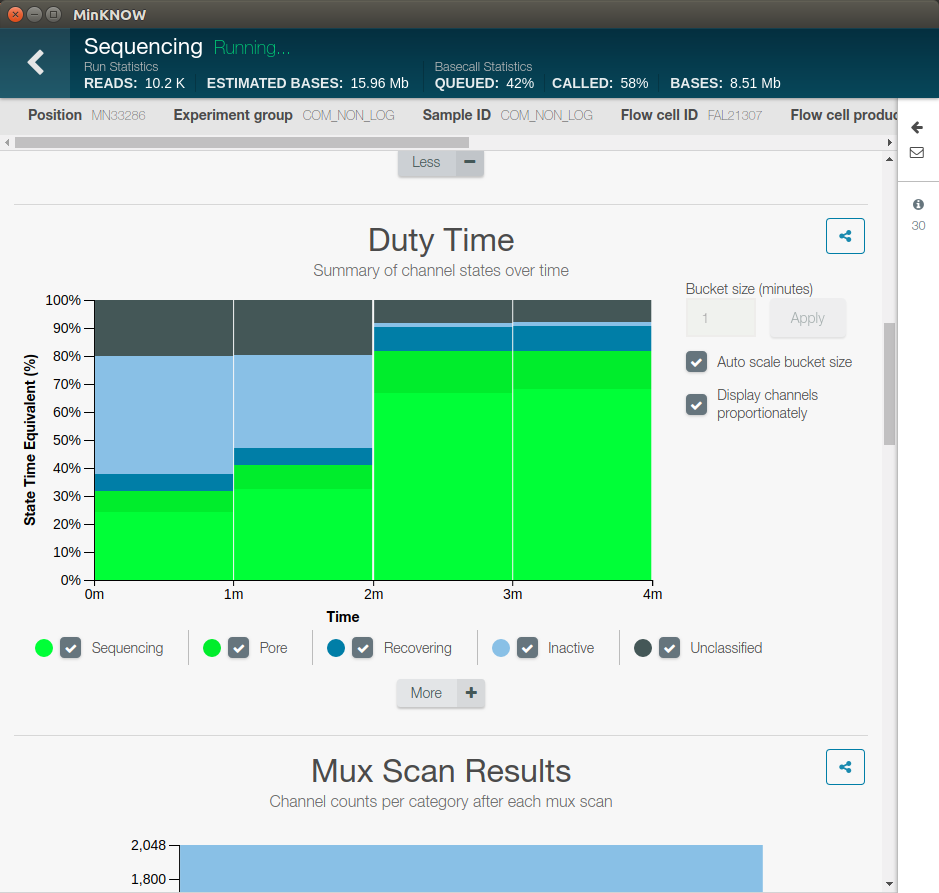 MinKNOW
Sequencing Running...
Run Statistics
Basecall Statistics
READS: 10.2 K ESTIMATED BASES: 15.96 Mb QUEUED: 42% CALLED: 58% BASES: 8.51 Mb
Position MN33286 Experiment group COM_NON_LOG Sample ID COM_NON_LOG Flow cell ID FAL21307 Flow cell produc
Less
30
Duty Time
Summary of channel states over time
Bucket size (minutes)
1 Apply
Auto scale bucket size
Display channels
proportionately
State Time Equivalent (%)
100%
90%
80%
70%
60%
50%
40%
30%
20%
10%
0%
0m 1m 2m 3m 4m
Time
Sequencing Pore Recovering Inactive Unclassified
More
Mux Scan Results
Channel counts per category after each mux scan
2,048
1,800